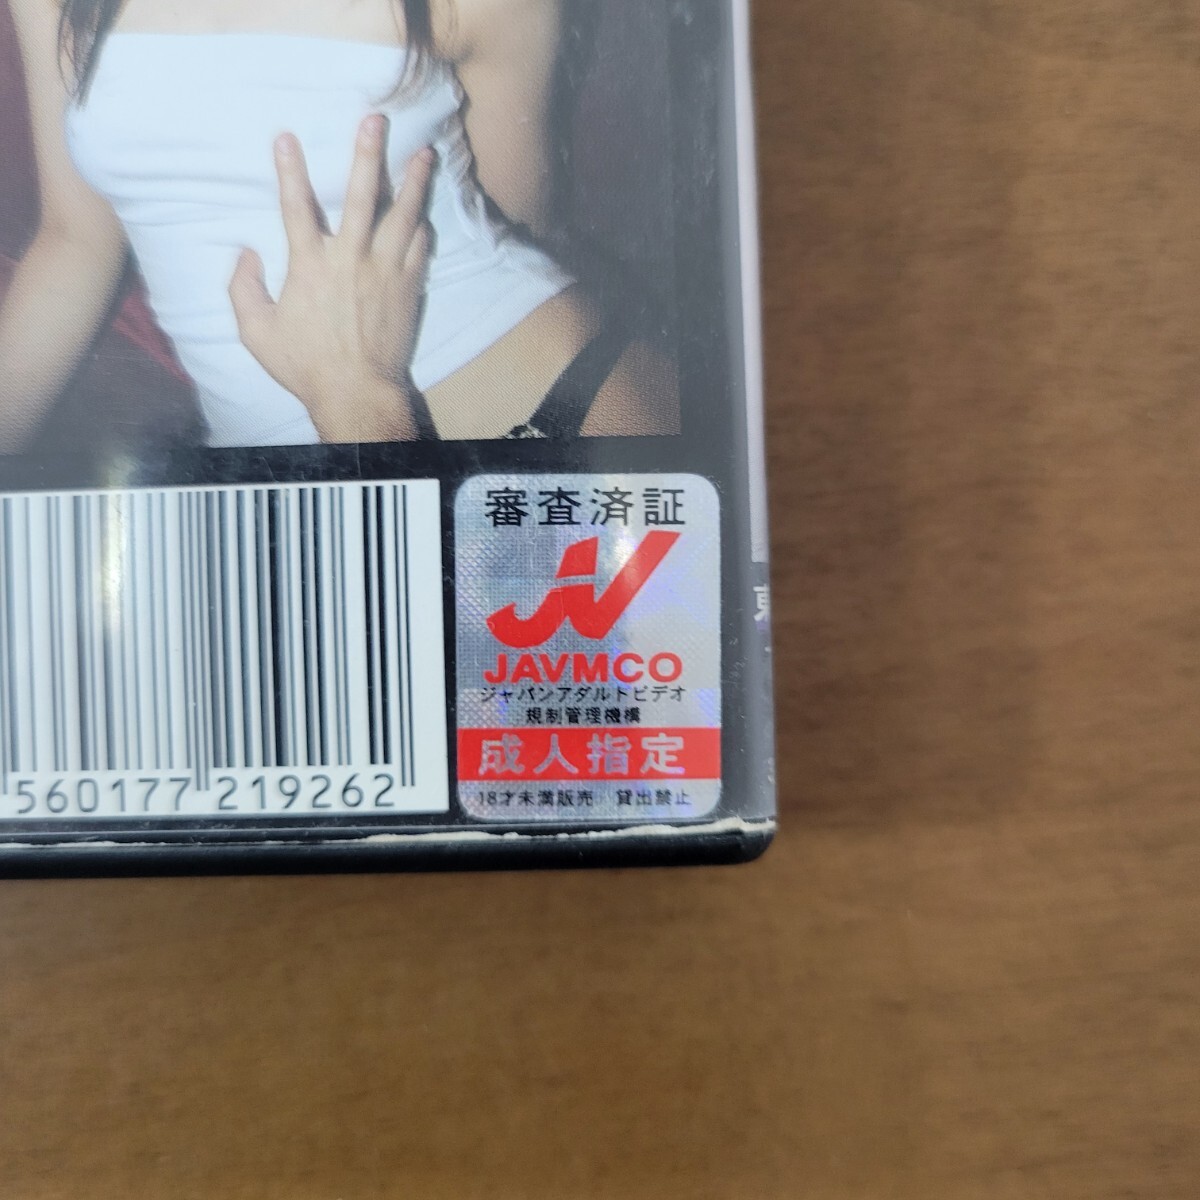 審査済証
JAVMCO
ジャパンアダルトビデオ
規制管理機構
成人指定
18才未満販売 貸出禁止
560177 219262